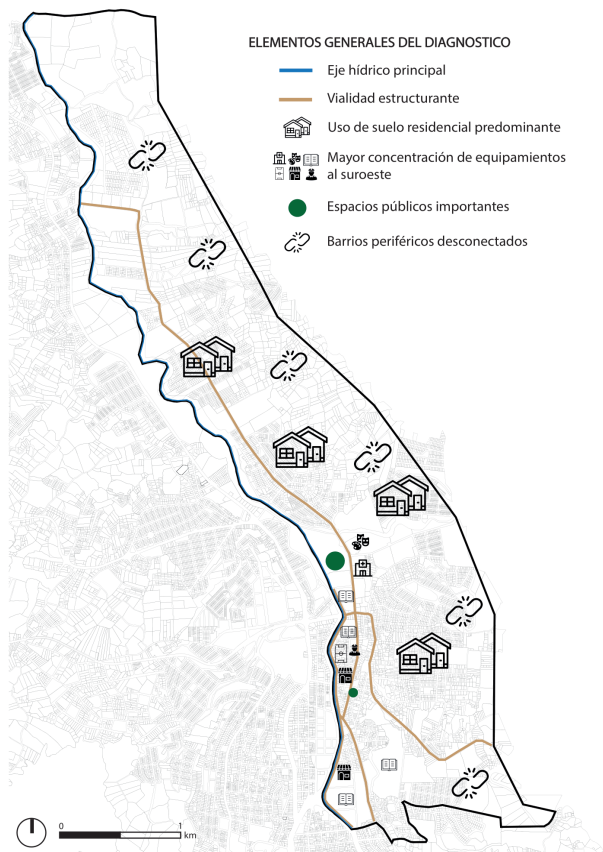 ELEMENTOS GENERALES DEL DIAGNOSTICO
Eje hídrico principal
Vialidad estructurante
Uso de suelo residencial predominante
Mayor concentración de equipamientos
al suroeste
Espacios públicos importantes
Barrios periféricos desconectados
0 1
km